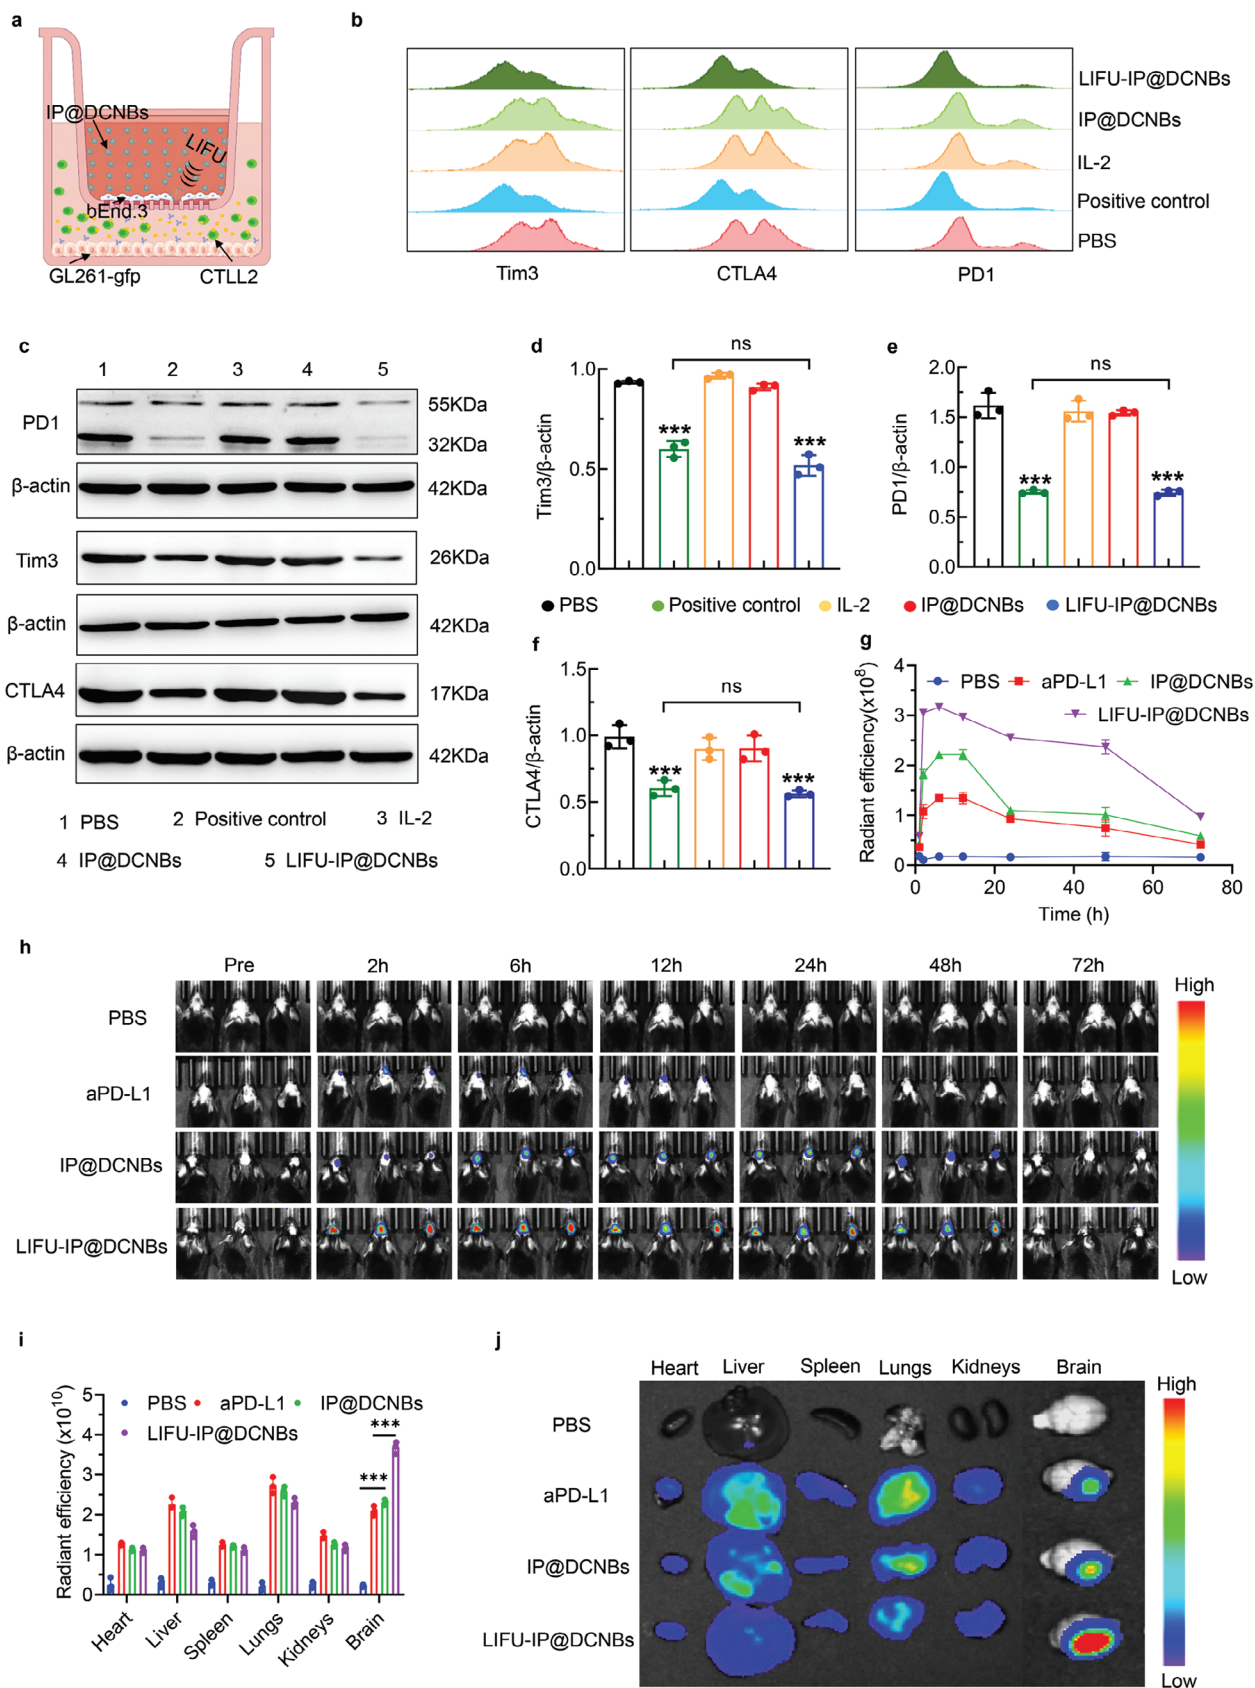 a
IP@DCNBs
LIFU
bEnd.3
GL261-gfp
CTLL2
b
LIFU-IP@DCNBs
IP@DCNBs
IL-2
Positive control
PBS
Tim3
CTLA4
PD1
c
1 2 3 4 5
PD1
55KDa
32KDa
β-actin
42KDa
Tim3
26KDa
β-actin
42KDa
CTLA4
17KDa
β-actin
42KDa
1 PBS 2 Positive control 3 IL-2
4 IP@DCNBs 5 LIFU-IP@DCNBs
d
ns
***
***
Tim3/β-actin
1.0
0.5
0.0
e
ns
***
***
PD1/β-actin
2.0
1.5
1.0
0.5
0.0
PBS Positive control IL-2 IP@DCNBs LIFU-IP@DCNBs
f
ns
***
***
CTLA4/β-actin
1.5
1.0
0.5
0.0
g
PBS aPD-L1 IP@DCNBs
LIFU-IP@DCNBs
Radiant efficiency(x10⁸)
4
3
2
1
0
0 20 40 60 80
Time (h)
h
Pre 2h 6h 12h 24h 48h 72h
PBS
aPD-L1
IP@DCNBs
LIFU-IP@DCNBs
High
Low
i
PBS aPD-L1 IP@DCNBs
LIFU-IP@DCNBs
***
***
Radiant efficiency (x10¹⁰)
5
4
3
2
1
0
Heart Liver Spleen Lungs Kidneys Brain
j
Heart Liver Spleen Lungs Kidneys Brain
PBS
aPD-L1
IP@DCNBs
LIFU-IP@DCNBs
High
Low